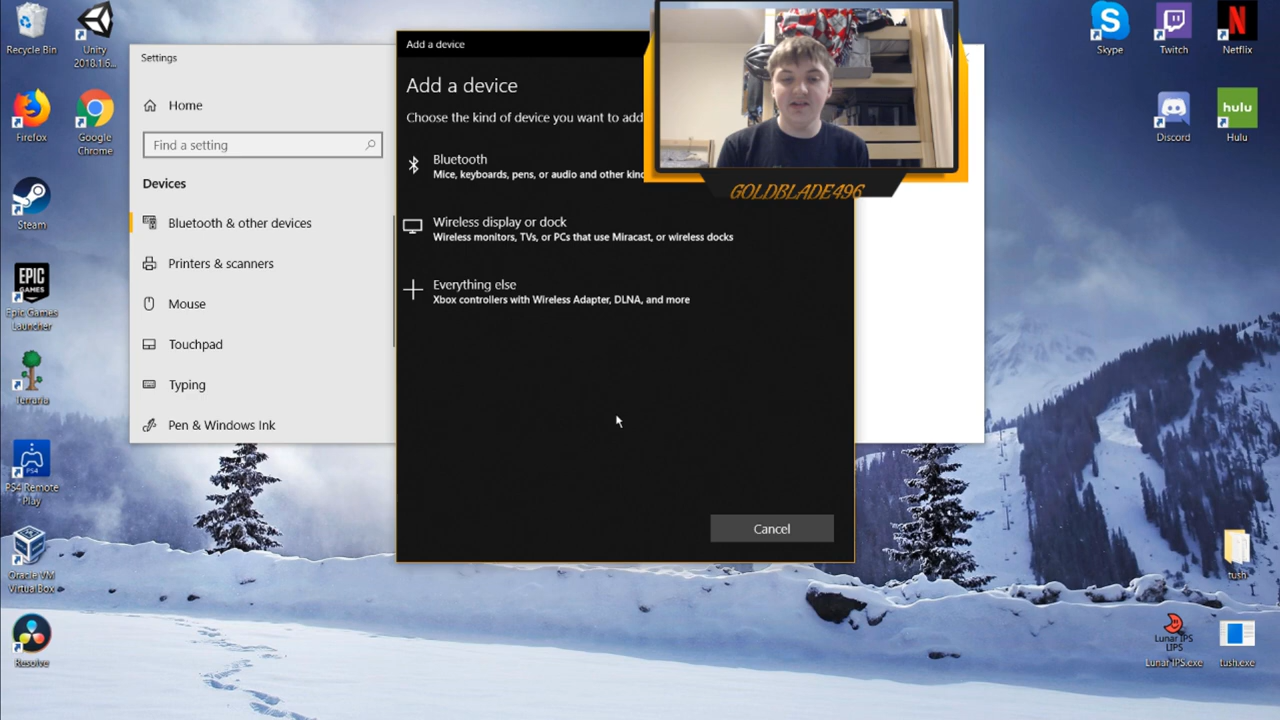 Recycle Bin
Unity
2018.1.6...
Firefox
Google
Chrome
Steam
EPIC
GAMES
Epic Games
Launcher
Terraria
PS4
PS4 Remote
Play
Oracle VM
VirtualBox
Resolve
Settings
Home
Find a setting
Devices
Bluetooth & other devices
Printers & scanners
Mouse
Touchpad
Typing
Pen & Windows Ink
Add a device
Add a device
Choose the kind of device you want to add
Bluetooth
Mice, keyboards, pens, or audio and other kin
Wireless display or dock
Wireless monitors, TVs, or PCs that use Miracast, or wireless docks
Everything else
Xbox controllers with Wireless Adapter, DLNA, and more
Cancel
GOLDBLADE496
S
Skype
Twitch
N
Netflix
Discord
hulu
Hulu
tush
Lunar IPS
LIPS
Lunar IPS.exe
tush.exe